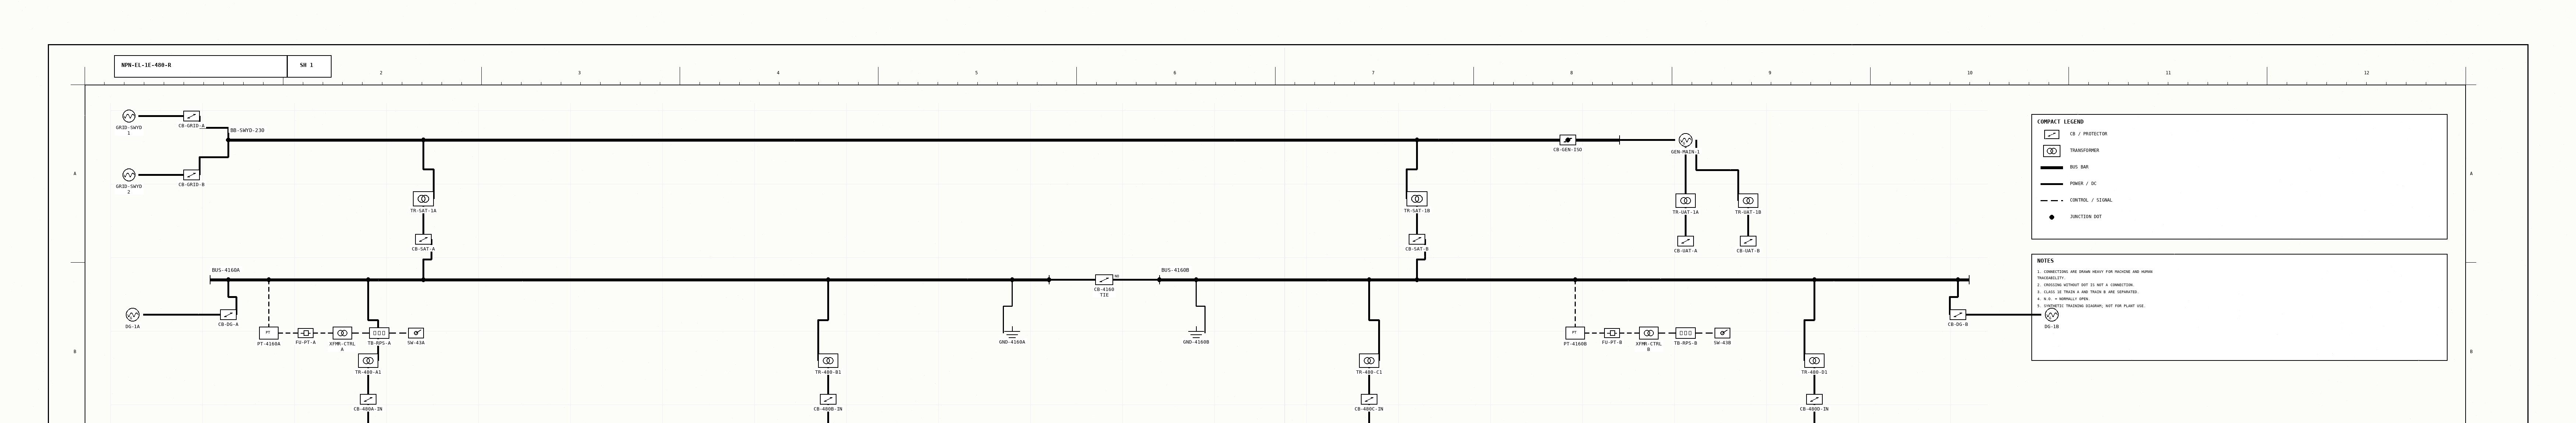 NPN-EL-1E-480-R
SH 1
2
3
4
5
6
7
8
9
10
11
12
GRID-SWYD
1
CB-GRID-A
BB-SWYD-230
GRID-SWYD
2
CB-GRID-B
CB-GEN-ISO
GEN-MAIN-1
COMPACT LEGEND
CB / PROTECTOR
TRANSFORMER
BUS BAR
POWER / DC
CONTROL / SIGNAL
JUNCTION DOT
A
A
TR-SAT-1A
TR-SAT-1B
TR-UAT-1A
TR-UAT-1B
CB-SAT-A
CB-SAT-B
CB-UAT-A
CB-UAT-B
BUS-4160A
CB-4160
TIE
NO
BUS-4160B
NOTES
1. CONNECTIONS ARE DRAWN HEAVY FOR MACHINE AND HUMAN
TRACEABILITY.
2. CROSSING WITHOUT DOT IS NOT A CONNECTION.
3. CLASS 1E TRAIN A AND TRAIN B ARE SEPARATED.
4. N.O. = NORMALLY OPEN.
5. SYNTHETIC TRAINING DIAGRAM; NOT FOR PLANT USE.
DG-1A
CB-DG-A
CB-DG-B
DG-1B
PT
PT-4160A
FU-PT-A
XFMR-CTRL
A
TB-RPS-A
SW-43A
GND-4160A
GND-4160B
PT
PT-4160B
FU-PT-B
XFMR-CTRL
B
TB-RPS-B
SW-43B
B
B
TR-480-A1
TR-480-B1
TR-480-C1
TR-480-D1
CB-480A-IN
CB-480B-IN
CB-480C-IN
CB-480D-IN